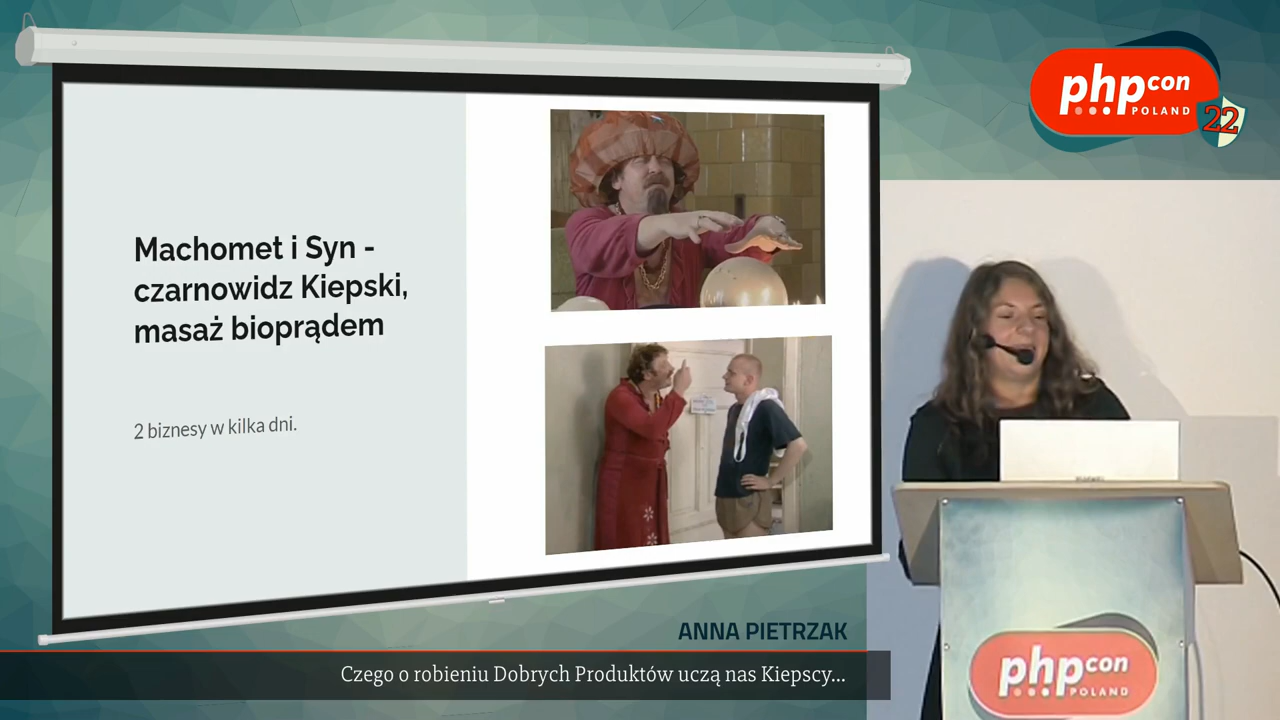 php con
POLAND
22
Machomet i Syn -
czarnowidz Kiepski,
masaż bioprądem
2 biznesy w kilka dni.
ANNA PIETRZAK
Czego o robieniu Dobrych Produktów uczą nas Kiepscy...
php con
POLAND